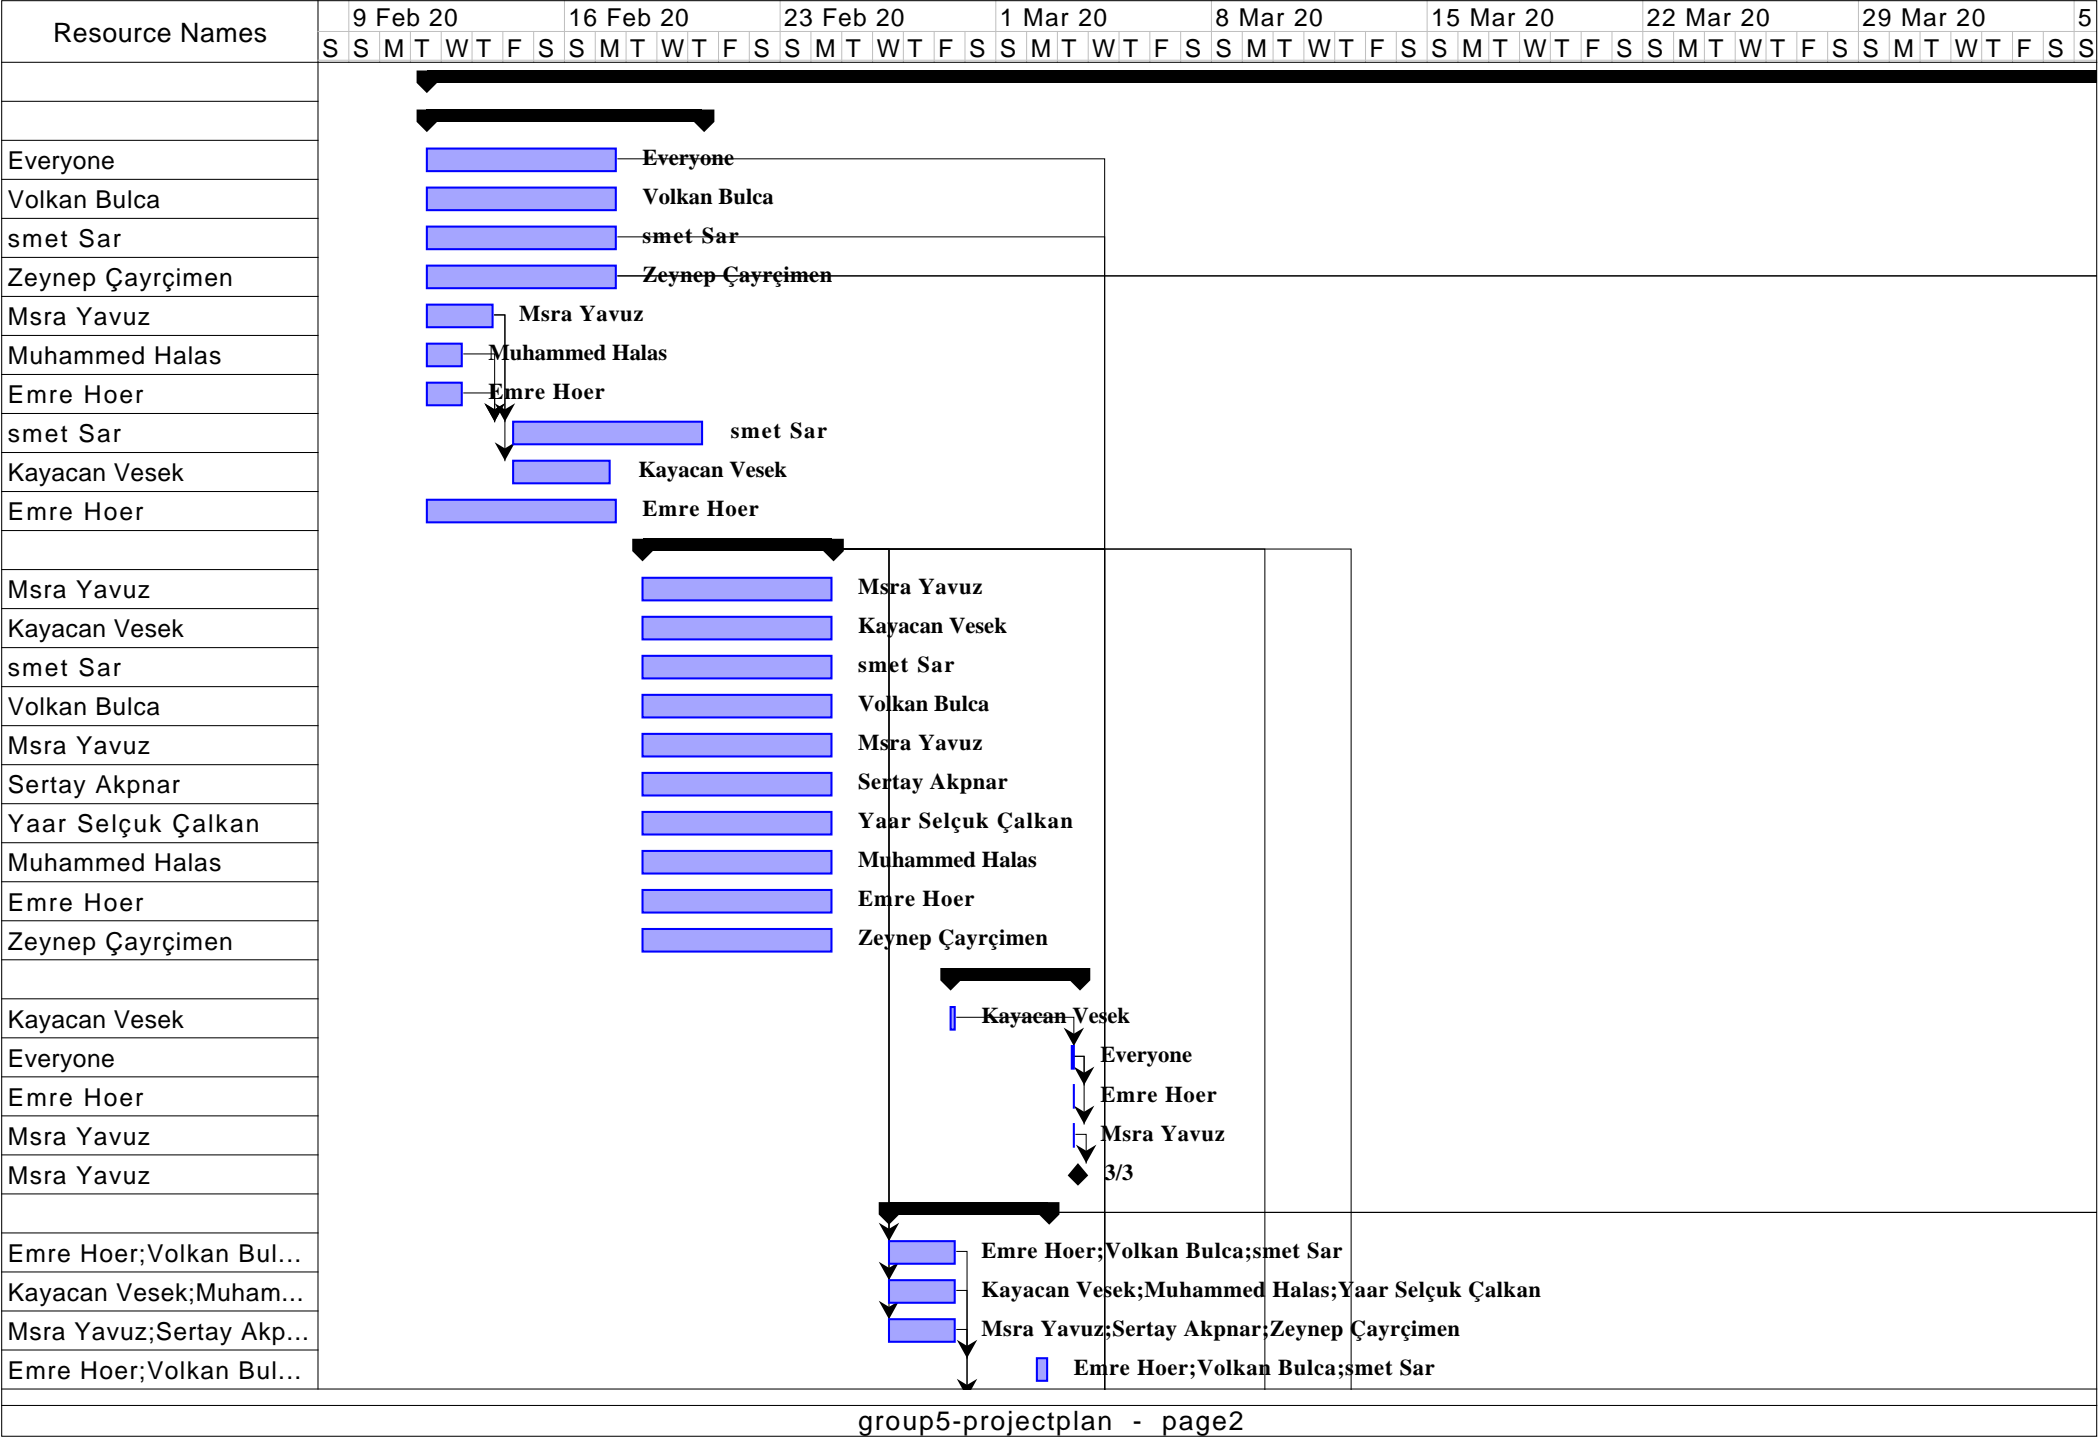 Resource Names
9 Feb 20 16 Feb 20 23 Feb 20 1 Mar 20 8 Mar 20 15 Mar 20 22 Mar 20 29 Mar 20 5
S S M T W T F S S M T W T F S S M T W T F S S M T W T F S S M T W T F S S M T W T F S S M T W T F S S M T W T F S S
Everyone Everyone
Volkan Bulca Volkan Bulca
smet Sar smet Sar
Zeynep Çayrçimen Zeynep Çayrçimen
Msra Yavuz Msra Yavuz
Muhammed Halas Muhammed Halas
Emre Hoer Emre Hoer
smet Sar smet Sar
Kayacan Vesek Kayacan Vesek
Emre Hoer Emre Hoer
Msra Yavuz Msra Yavuz
Kayacan Vesek Kayacan Vesek
smet Sar smet Sar
Volkan Bulca Volkan Bulca
Msra Yavuz Msra Yavuz
Sertay Akpnar Sertay Akpnar
Yaar Selçuk Çalkan Yaar Selçuk Çalkan
Muhammed Halas Muhammed Halas
Emre Hoer Emre Hoer
Zeynep Çayrçimen Zeynep Çayrçimen
Kayacan Vesek Kayacan Vesek
Everyone Everyone
Emre Hoer Emre Hoer
Msra Yavuz Msra Yavuz
Msra Yavuz 3/3
Emre Hoer;Volkan Bul... Emre Hoer;Volkan Bulca;smet Sar
Kayacan Vesek;Muham... Kayacan Vesek;Muhammed Halas;Yaar Selçuk Çalkan
Msra Yavuz;Sertay Akp... Msra Yavuz;Sertay Akpnar;Zeynep Çayrçimen
Emre Hoer;Volkan Bul... Emre Hoer;Volkan Bulca;smet Sar
group5-projectplan - page2